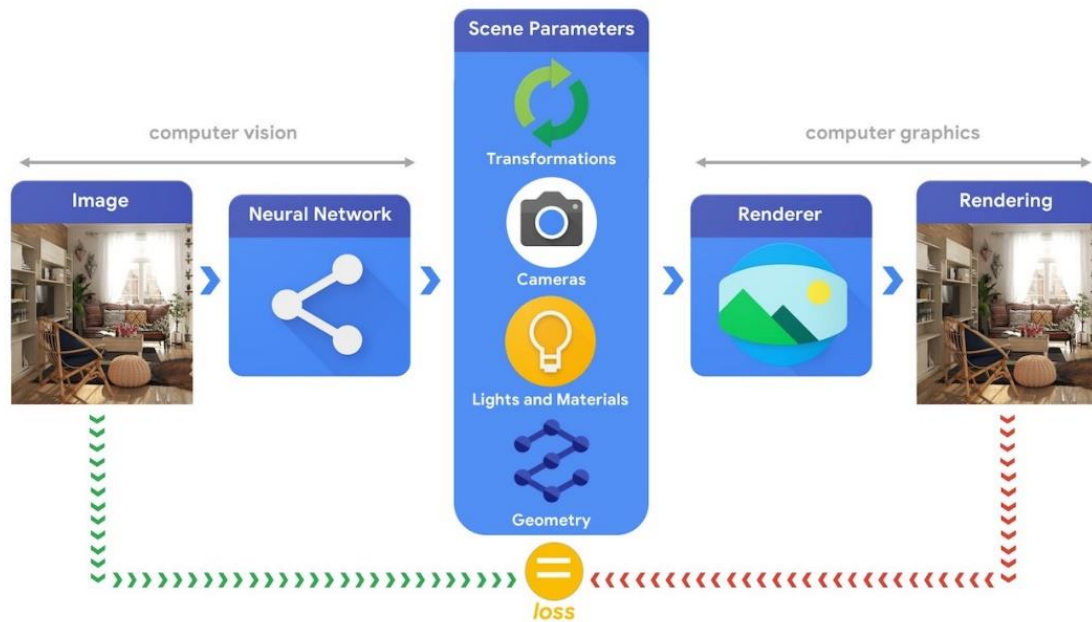 Scene Parameters
computer vision
computer graphics
Transformations
Image
Neural Network
Renderer
Rendering
Cameras
Lights and Materials
Geometry
=
loss